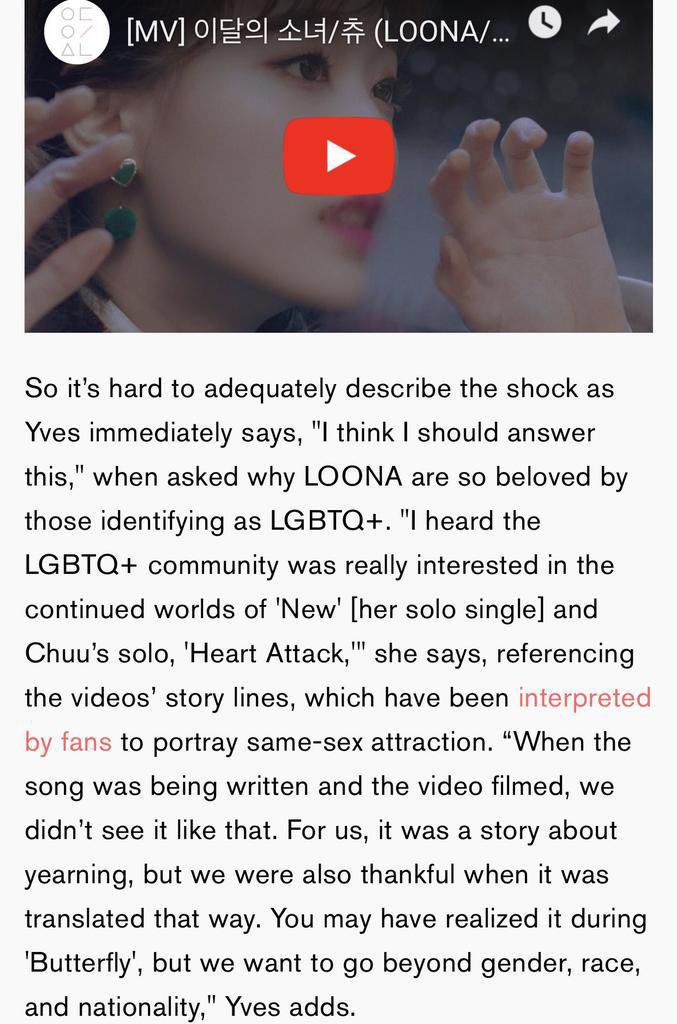 [MV] 이달의 소녀/츄 (LOONA/...
So it’s hard to adequately describe the shock as
Yves immediately says, "I think I should answer
this," when asked why LOONA are so beloved by
those identifying as LGBTQ+. "I heard the
LGBTQ+ community was really interested in the
continued worlds of 'New' [her solo single] and
Chuu’s solo, 'Heart Attack,'" she says, referencing
the videos’ story lines, which have been interpreted
by fans to portray same-sex attraction. “When the
song was being written and the video filmed, we
didn’t see it like that. For us, it was a story about
yearning, but we were also thankful when it was
translated that way. You may have realized it during
'Butterfly', but we want to go beyond gender, race,
and nationality," Yves adds.